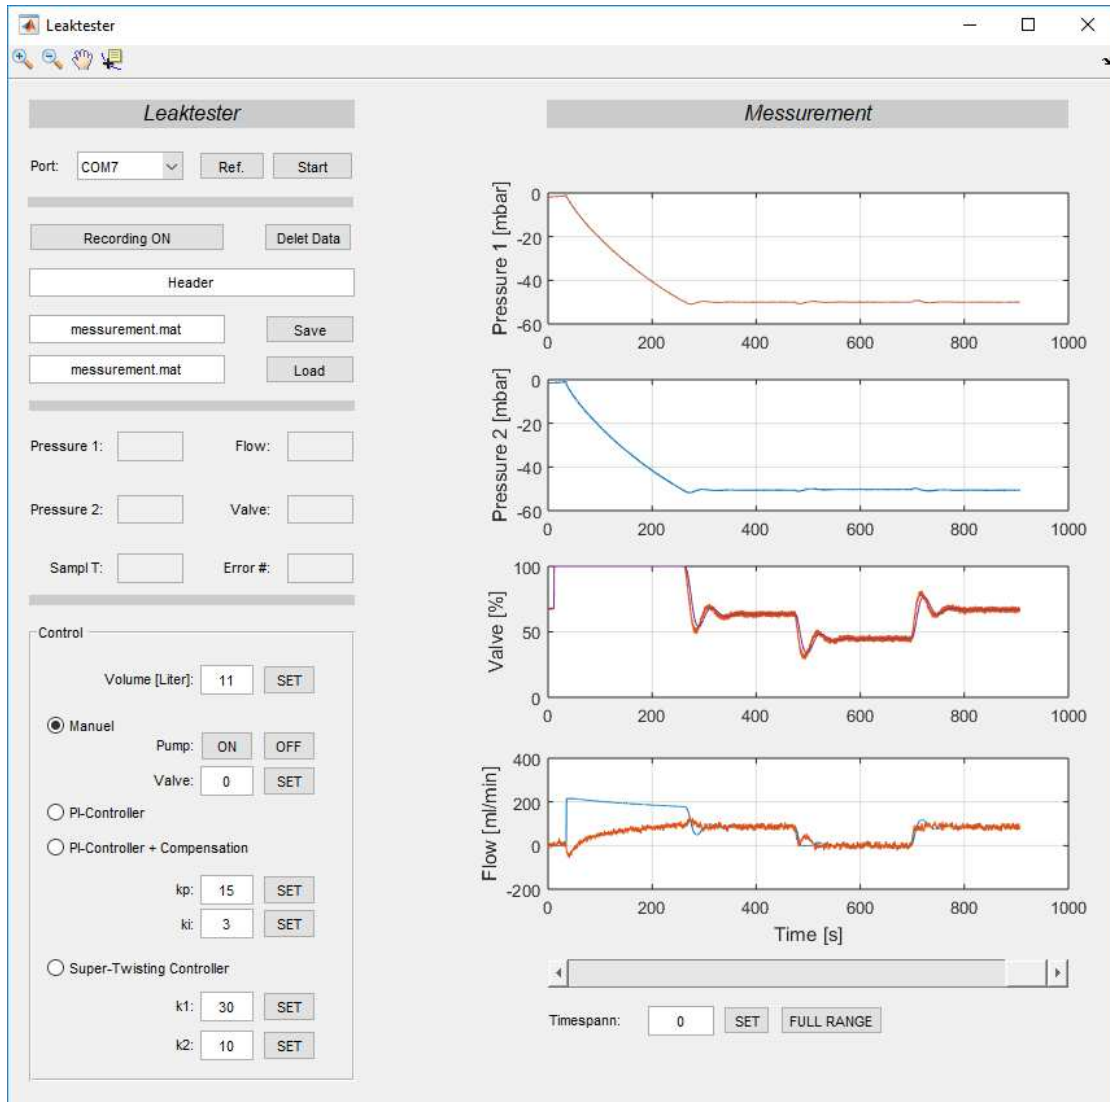 Leaktester
Leaktester
Port: COM7 Ref. Start
Recording ON Delet Data
Header
messurement.mat Save
messurement.mat Load
Pressure 1: Flow:
Pressure 2: Valve:
Sampl T: Error #:
Control
Volume [Liter]: 11 SET
Manuel
Pump: ON OFF
Valve: 0 SET
PI-Controller
PI-Controller + Compensation
kp: 15 SET
ki: 3 SET
Super-Twisting Controller
k1: 30 SET
k2: 10 SET
Messurement
Pressure 1 [mbar]
0
-20
-40
-60
0 200 400 600 800 1000
Pressure 2 [mbar]
0
-20
-40
-60
0 200 400 600 800 1000
Valve [%]
100
50
0
0 200 400 600 800 1000
Flow [ml/min]
400
200
0
-200
0 200 400 600 800 1000
Time [s]
Timespann: 0 SET FULL RANGE